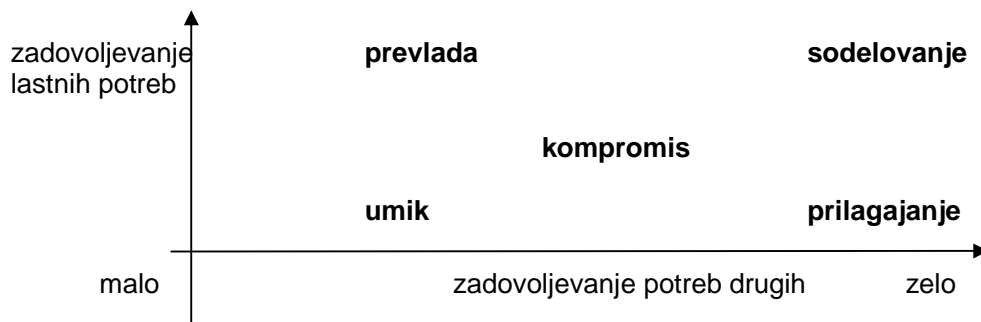 zadovoljevanje
lastnih potreb
prevlada
sodelovanje
kompromis
umik
prilagajanje
malo
zadovoljevanje potreb drugih
zelo